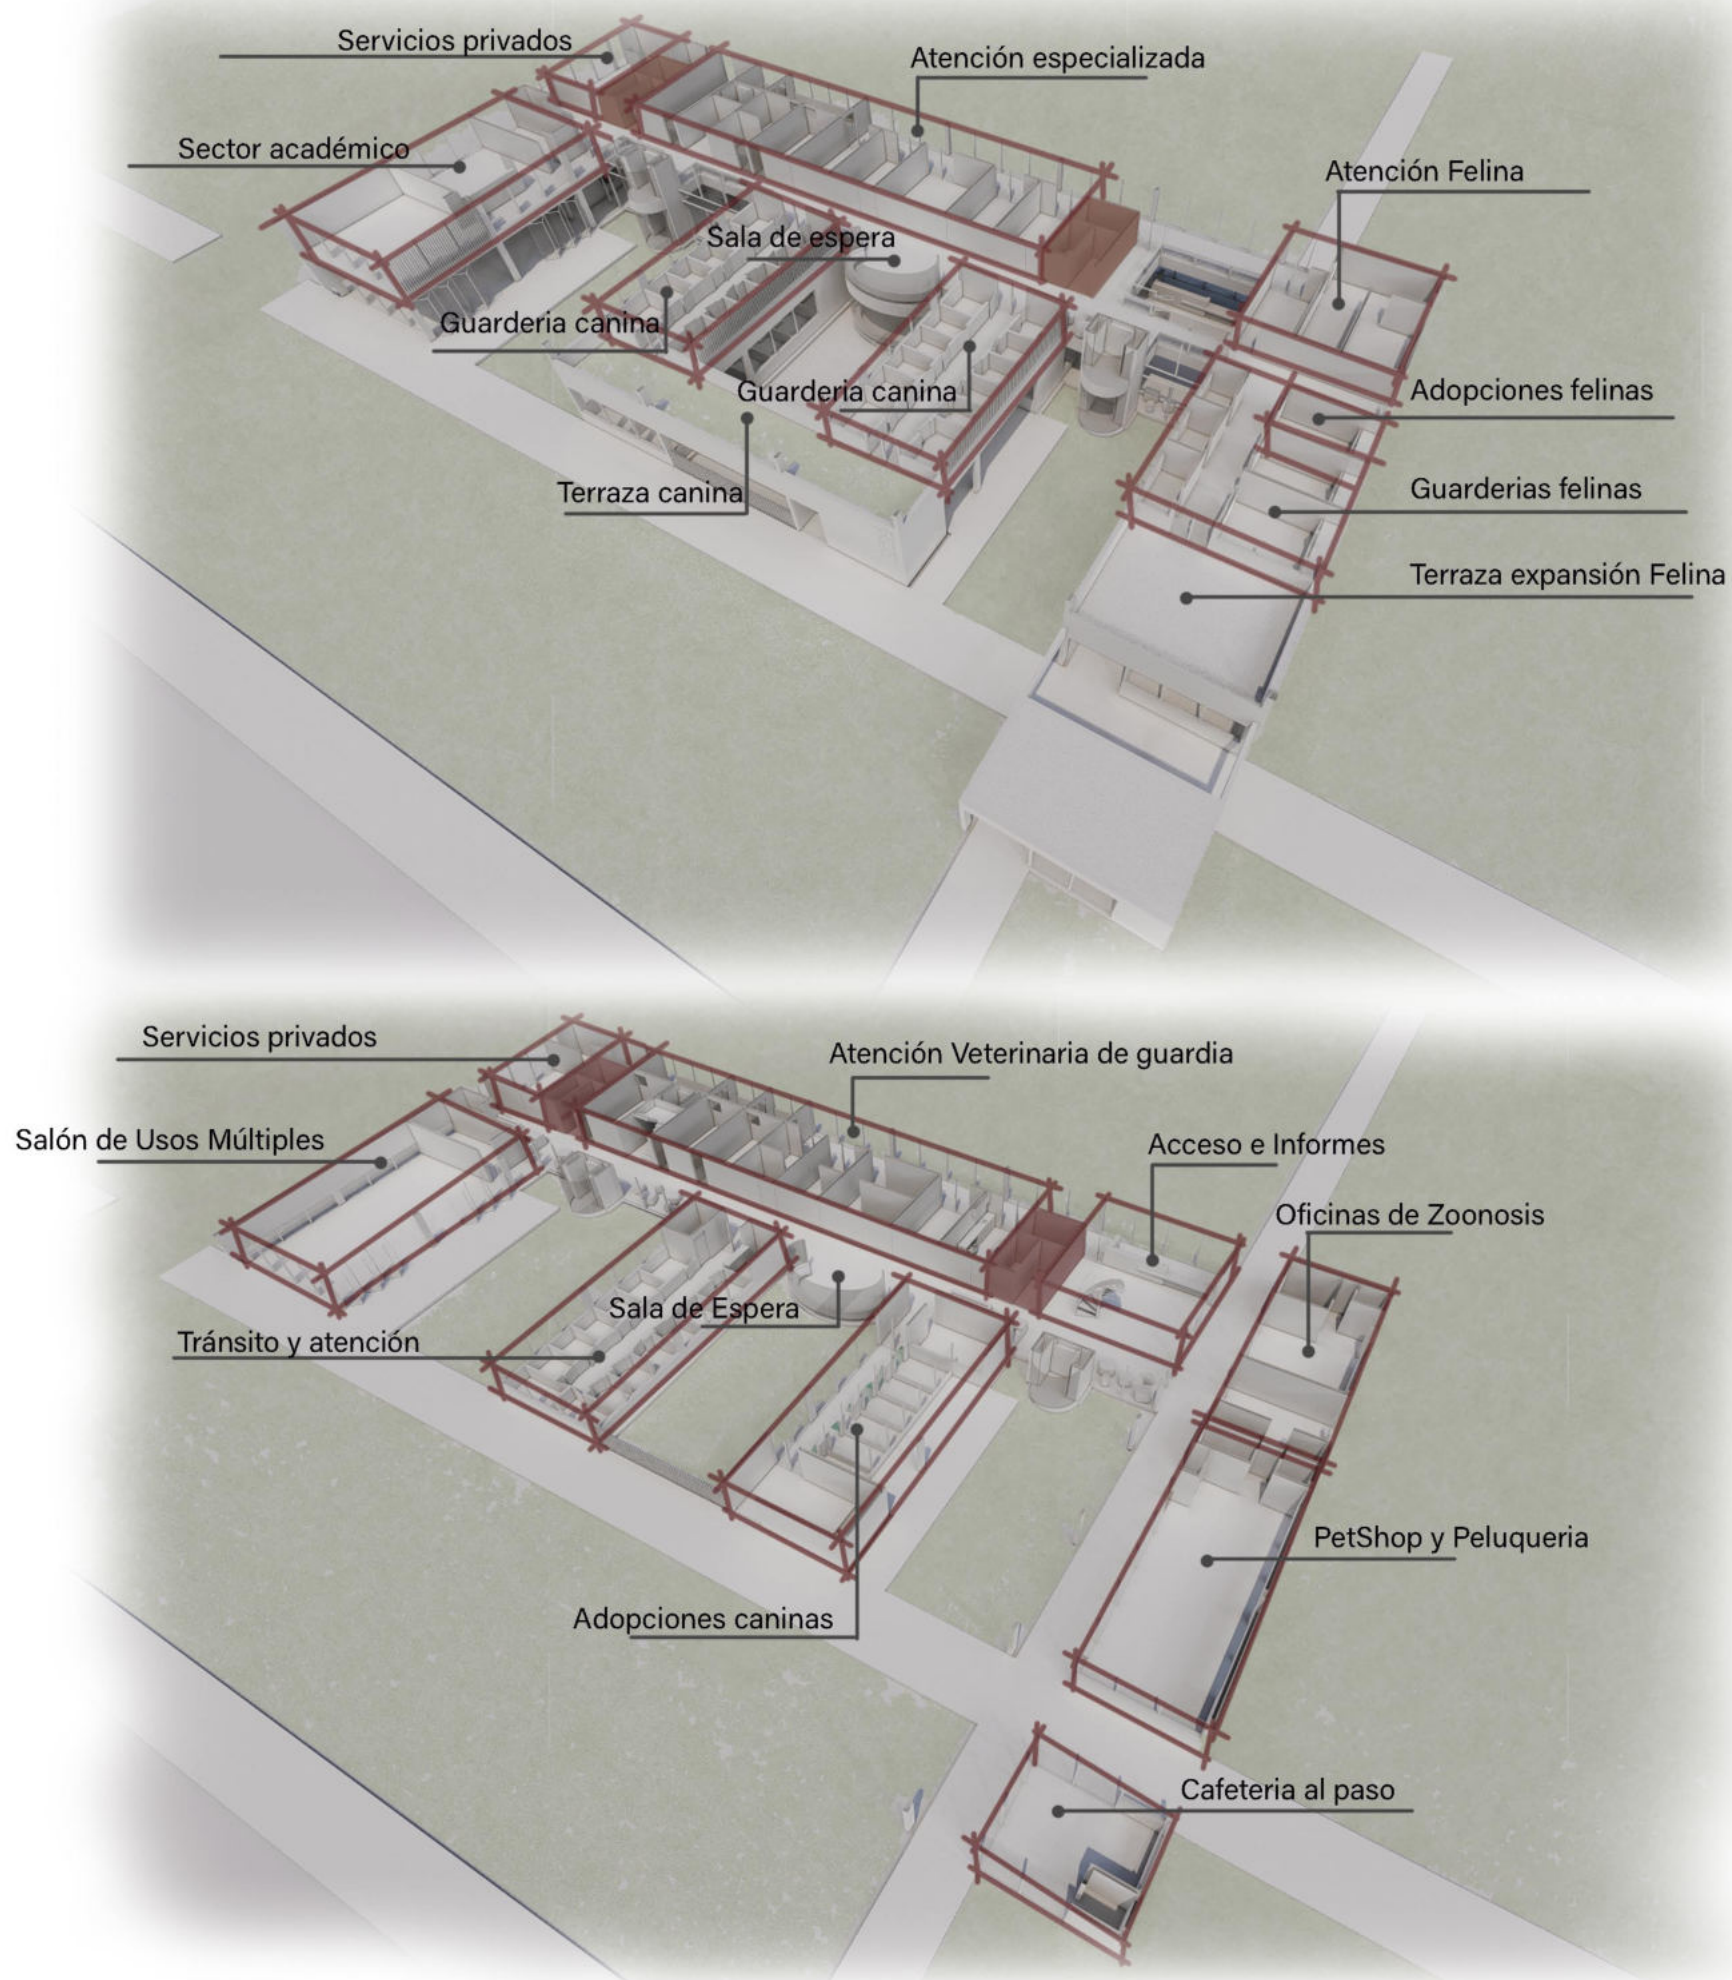 Servicios privados
Atención especializada
Sector académico
Atención Felina
Sala de espera
Guarderia canina
Guarderia canina
Adopciones felinas
Terraza canina
Guarderias felinas
Terraza expansión Felina
Servicios privados
Atención Veterinaria de guardia
Salón de Usos Múltiples
Acceso e Informes
Oficinas de Zoonosis
Sala de Espera
Tránsito y atención
PetShop y Peluqueria
Adopciones caninas
Cafeteria al paso